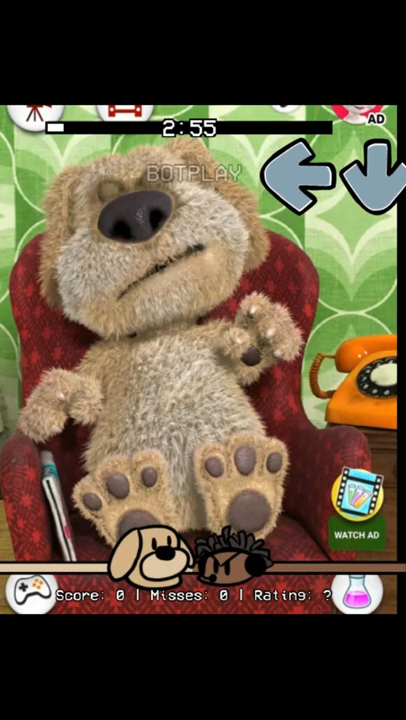 AD
2:55
BOTPLAY
WATCH AD
Score: 0 | Misses: 0 | Rating: ?